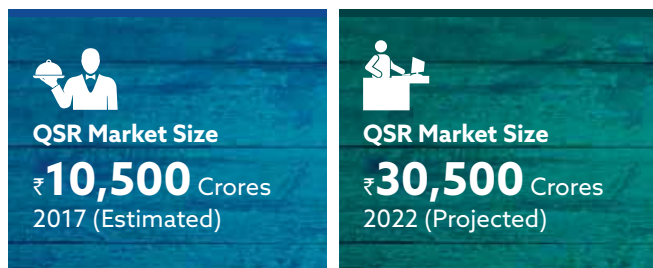 QSR Market Size
₹10,500 Crores
2017 (Estimated)
QSR Market Size
₹30,500 Crores
2022 (Projected)